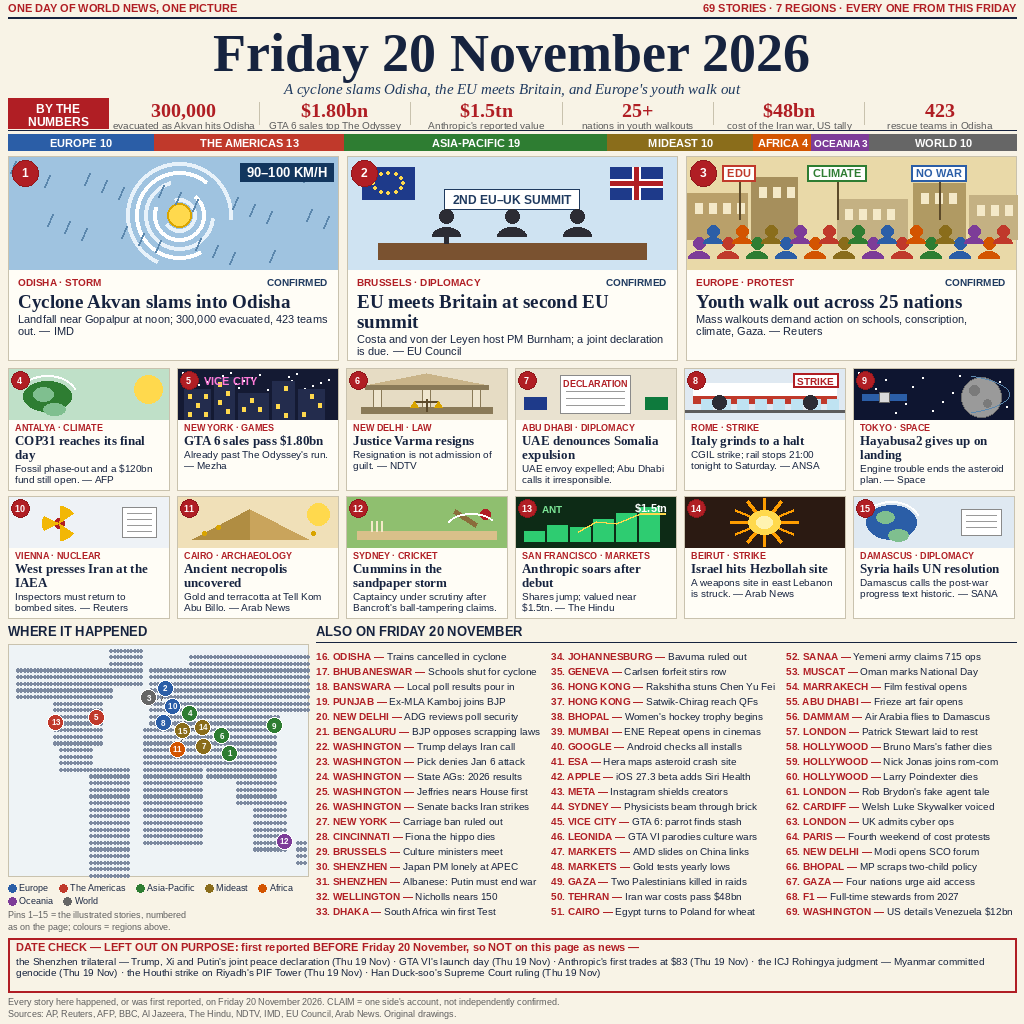 ONE DAY OF WORLD NEWS, ONE PICTURE
69 STORIES · 7 REGIONS · EVERY ONE FROM THIS FRIDAY
Friday 20 November 2026
A cyclone slams Odisha, the EU meets Britain, and Europe's youth walk out
BY THE
NUMBERS
300,000
evacuated as Akvan hits Odisha
$1.80bn
GTA 6 sales top The Odyssey
$1.5tn
Anthropic's reported value
25+
nations in youth walkouts
$48bn
cost of the Iran war, US tally
423
rescue teams in Odisha
EUROPE 10
THE AMERICAS 13
ASIA-PACIFIC 19
MIDEAST 10
AFRICA 4
OCEANIA 3
WORLD 10
1
90–100 KM/H
ODISHA · STORM
CONFIRMED
Cyclone Akvan slams into Odisha
Landfall near Gopalpur at noon; 300,000 evacuated, 423 teams
out. — IMD
2
2ND EU–UK SUMMIT
BRUSSELS · DIPLOMACY
CONFIRMED
EU meets Britain at second EU
summit
Costa and von der Leyen host PM Burnham; a joint declaration
is due. — EU Council
3
EDU
CLIMATE
NO WAR
EUROPE · PROTEST
CONFIRMED
Youth walk out across 25 nations
Mass walkouts demand action on schools, conscription,
climate, Gaza. — Reuters
4
ANTALYA · CLIMATE
COP31 reaches its final
day
Fossil phase-out and a $120bn
fund still open. — AFP
5
VICE CITY
NEW YORK · GAMES
GTA 6 sales pass $1.80bn
Already past The Odyssey's run.
— Mezha
6
NEW DELHI · LAW
Justice Varma resigns
Resignation is not admission of
guilt. — NDTV
7
DECLARATION
ABU DHABI · DIPLOMACY
UAE denounces Somalia
expulsion
UAE envoy expelled; Abu Dhabi
calls it irresponsible.
8
STRIKE
ROME · STRIKE
Italy grinds to a halt
CGIL strike; rail stops 21:00
tonight to Saturday. — ANSA
9
TOKYO · SPACE
Hayabusa2 gives up on
landing
Engine trouble ends the asteroid
plan. — Space
10
VIENNA · NUCLEAR
West presses Iran at the
IAEA
Inspectors must return to
bombed sites. — Reuters
11
CAIRO · ARCHAEOLOGY
Ancient necropolis
uncovered
Gold and terracotta at Tell Kom
Abu Billo. — Arab News
12
SYDNEY · CRICKET
Cummins in the
sandpaper storm
Captaincy under scrutiny after
Bancroft's ball-tampering claims.
13
ANT
$1.5tn
SAN FRANCISCO · MARKETS
Anthropic soars after
debut
Shares jump; valued near
$1.5tn. — The Hindu
14
BEIRUT · STRIKE
Israel hits Hezbollah site
A weapons site in east Lebanon
is struck. — Arab News
15
DAMASCUS · DIPLOMACY
Syria hails UN resolution
Damascus calls the post-war
progress text historic. — SANA
WHERE IT HAPPENED
2
3
10
4
13
5
8
15
14
6
9
11
7
1
12
Europe
The Americas
Asia-Pacific
Mideast
Africa
Oceania
World
Pins 1–15 = the illustrated stories, numbered
as on the page; colours = regions above.
ALSO ON FRIDAY 20 NOVEMBER
16. ODISHA — Trains cancelled in cyclone
17. BHUBANESWAR — Schools shut for cyclone
18. BANSWARA — Local poll results pour in
19. PUNJAB — Ex-MLA Kamboj joins BJP
20. NEW DELHI — ADG reviews poll security
21. BENGALURU — BJP opposes scrapping laws
22. WASHINGTON — Trump delays Iran call
23. WASHINGTON — Pick denies Jan 6 attack
24. WASHINGTON — State AGs: 2026 results
25. WASHINGTON — Jeffries nears House first
26. WASHINGTON — Senate backs Iran strikes
27. NEW YORK — Carriage ban ruled out
28. CINCINNATI — Fiona the hippo dies
29. BRUSSELS — Culture ministers meet
30. SHENZHEN — Japan PM lonely at APEC
31. SHENZHEN — Albanese: Putin must end war
32. WELLINGTON — Nicholls nears 150
33. DHAKA — South Africa win first Test
34. JOHANNESBURG — Bavuma ruled out
35. GENEVA — Carlsen forfeit stirs row
36. HONG KONG — Rakshitha stuns Chen Yu Fei
37. HONG KONG — Satwik-Chirag reach QFs
38. BHOPAL — Women's hockey trophy begins
39. MUMBAI — ENE Repeat opens in cinemas
40. GOOGLE — Android checks all installs
41. ESA — Hera maps asteroid crash site
42. APPLE — iOS 27.3 beta adds Siri Health
43. META — Instagram shields creators
44. SYDNEY — Physicists beam through brick
45. VICE CITY — GTA 6: parrot finds stash
46. LEONIDA — GTA VI parodies culture wars
47. MARKETS — AMD slides on China links
48. MARKETS — Gold tests yearly lows
49. GAZA — Two Palestinians killed in raids
50. TEHRAN — Iran war costs pass $48bn
51. CAIRO — Egypt turns to Poland for wheat
52. SANAA — Yemeni army claims 715 ops
53. MUSCAT — Oman marks National Day
54. MARRAKECH — Film festival opens
55. ABU DHABI — Frieze art fair opens
56. DAMMAM — Air Arabia flies to Damascus
57. LONDON — Patrick Stewart laid to rest
58. HOLLYWOOD — Bruno Mars's father dies
59. HOLLYWOOD — Nick Jonas joins rom-com
60. HOLLYWOOD — Larry Poindexter dies
61. LONDON — Rob Brydon's fake agent tale
62. CARDIFF — Welsh Luke Skywalker voiced
63. LONDON — UK admits cyber ops
64. PARIS — Fourth weekend of cost protests
65. NEW DELHI — Modi opens SCO forum
66. BHOPAL — MP scraps two-child policy
67. GAZA — Four nations urge aid access
68. F1 — Full-time stewards from 2027
69. WASHINGTON — US details Venezuela $12bn
DATE CHECK — LEFT OUT ON PURPOSE: first reported BEFORE Friday 20 November, so NOT on this page as news —
the Shenzhen trilateral — Trump, Xi and Putin's joint peace declaration (Thu 19 Nov) · GTA VI's launch day (Thu 19 Nov) · Anthropic's first trades at $83 (Thu 19 Nov) · the ICJ Rohingya judgment — Myanmar committed
genocide (Thu 19 Nov) · the Houthi strike on Riyadh's PIF Tower (Thu 19 Nov) · Han Duck-soo's Supreme Court ruling (Thu 19 Nov)
Every story here happened, or was first reported, on Friday 20 November 2026. CLAIM = one side's account, not independently confirmed.
Sources: AP, Reuters, AFP, BBC, Al Jazeera, The Hindu, NDTV, IMD, EU Council, Arab News. Original drawings.